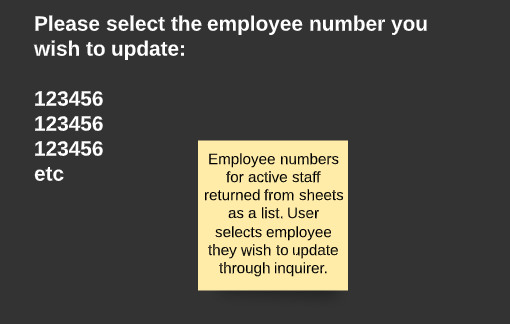 Please select the employee number you
wish to update:
123456
123456
123456
etc
Employee numbers
for active staff
returned from sheets
as a list. User
selects employee
they wish to update
through inquirer.